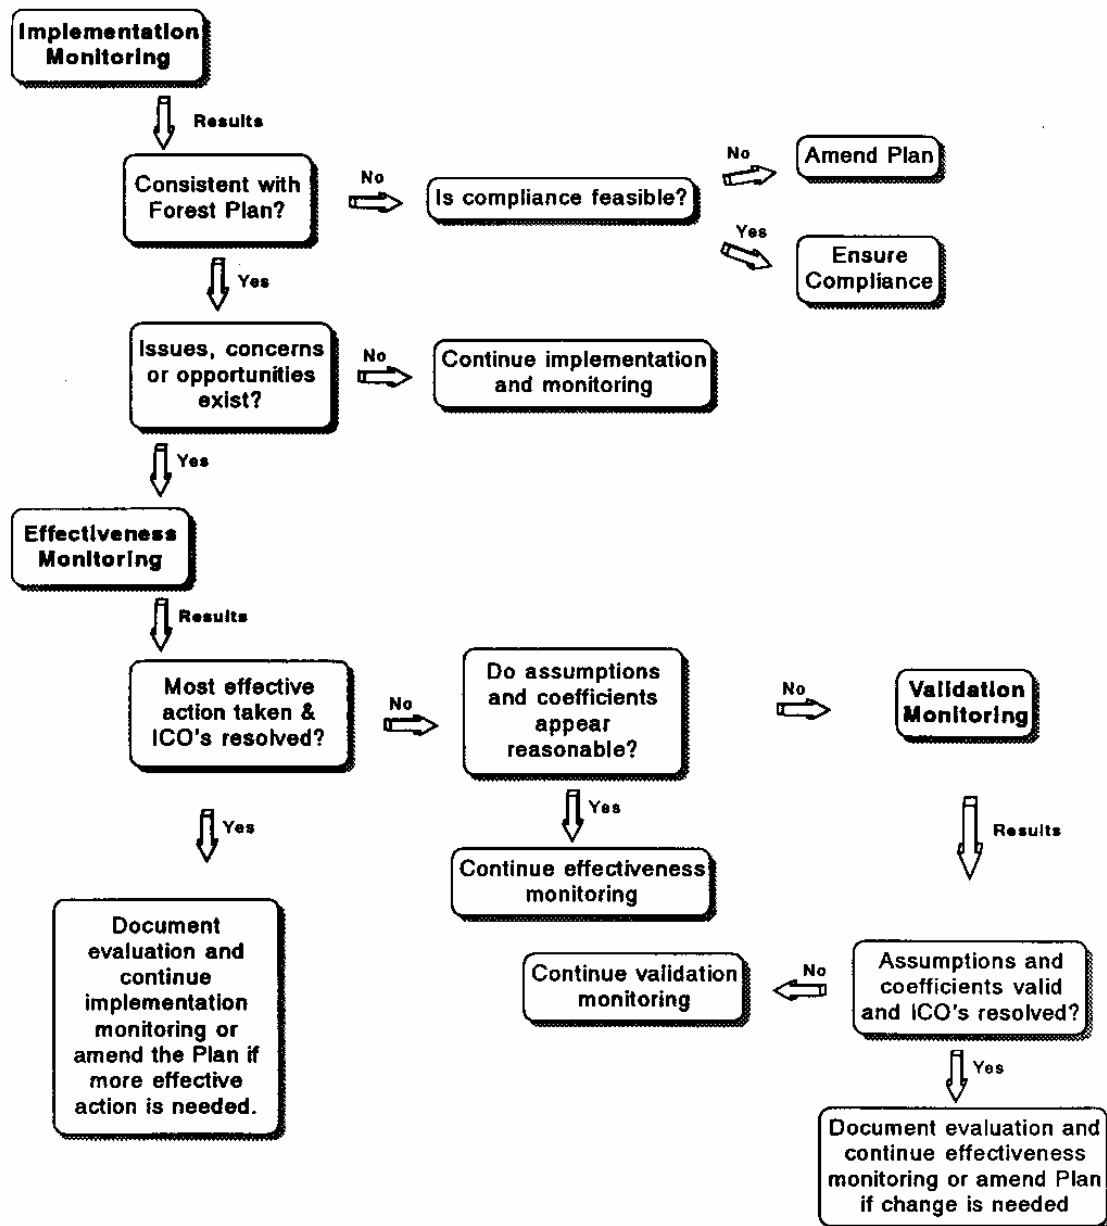 Implementation
Monitoring
Results
Consistent with
Forest Plan?
No
Is compliance feasible?
No
Amend Plan
Yes
Ensure
Compliance
Yes
Issues, concerns
or opportunities
exist?
No
Continue implementation
and monitoring
Yes
Effectiveness
Monitoring
Results
Most effective
action taken &
ICO's resolved?
No
Do assumptions
and coefficients
appear
reasonable?
No
Validation
Monitoring
Yes
Continue effectiveness
monitoring
Results
Yes
Document
evaluation and
continue
implementation
monitoring or
amend the Plan if
more effective
action is needed.
Assumptions and
coefficients valid
and ICO's resolved?
No
Continue validation
monitoring
Yes
Document evaluation and
continue effectiveness
monitoring or amend Plan
if change is needed